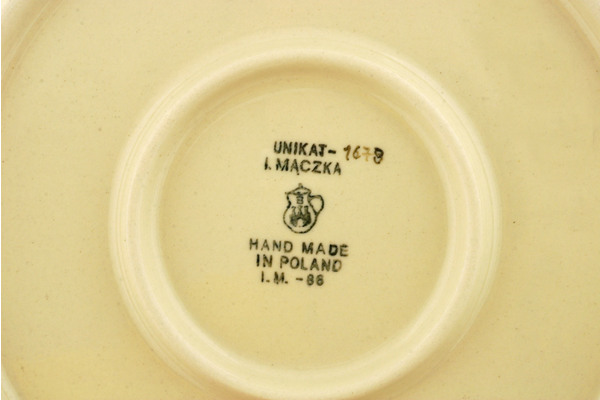 UNIKAT- 1678
I. MĄCZKA
HAND MADE
IN POLAND
I.M. -86